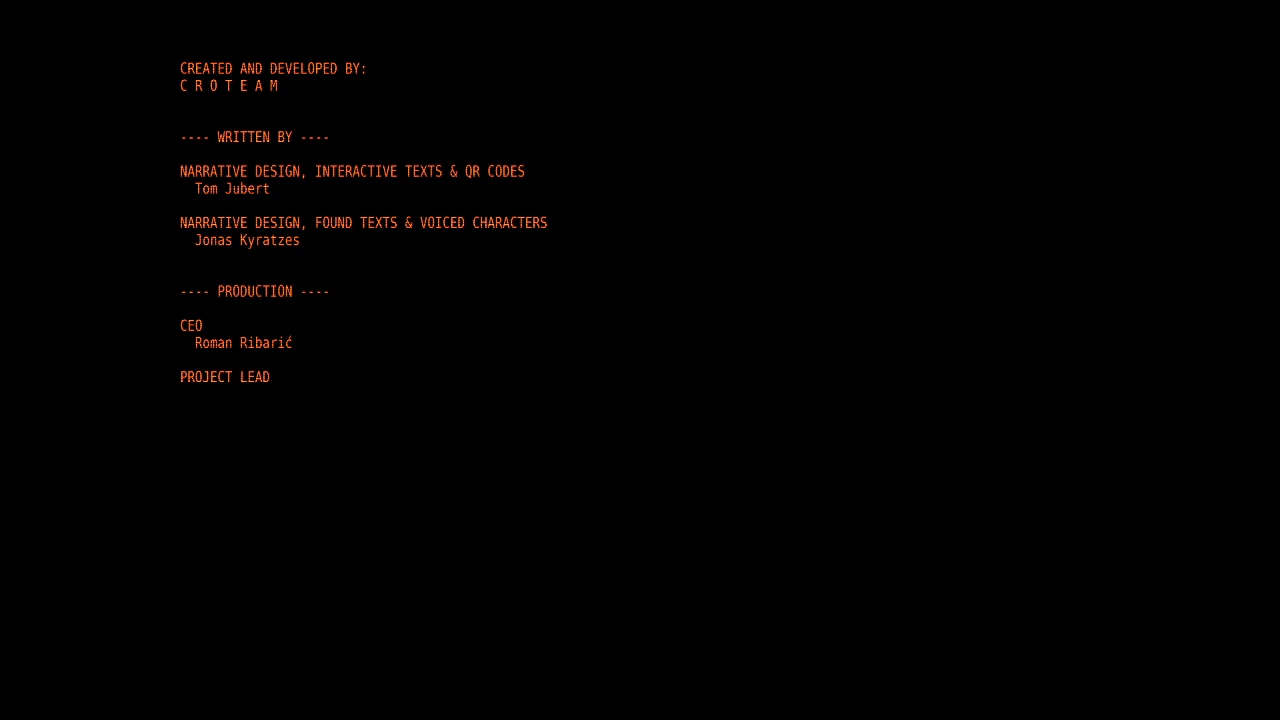 CREATED AND DEVELOPED BY:
C R O T E A M
---- WRITTEN BY ----
NARRATIVE DESIGN, INTERACTIVE TEXTS & QR CODES
Tom Jubert
NARRATIVE DESIGN, FOUND TEXTS & VOICED CHARACTERS
Jonas Kyratzes
---- PRODUCTION ----
CEO
Roman Ribarić
PROJECT LEAD